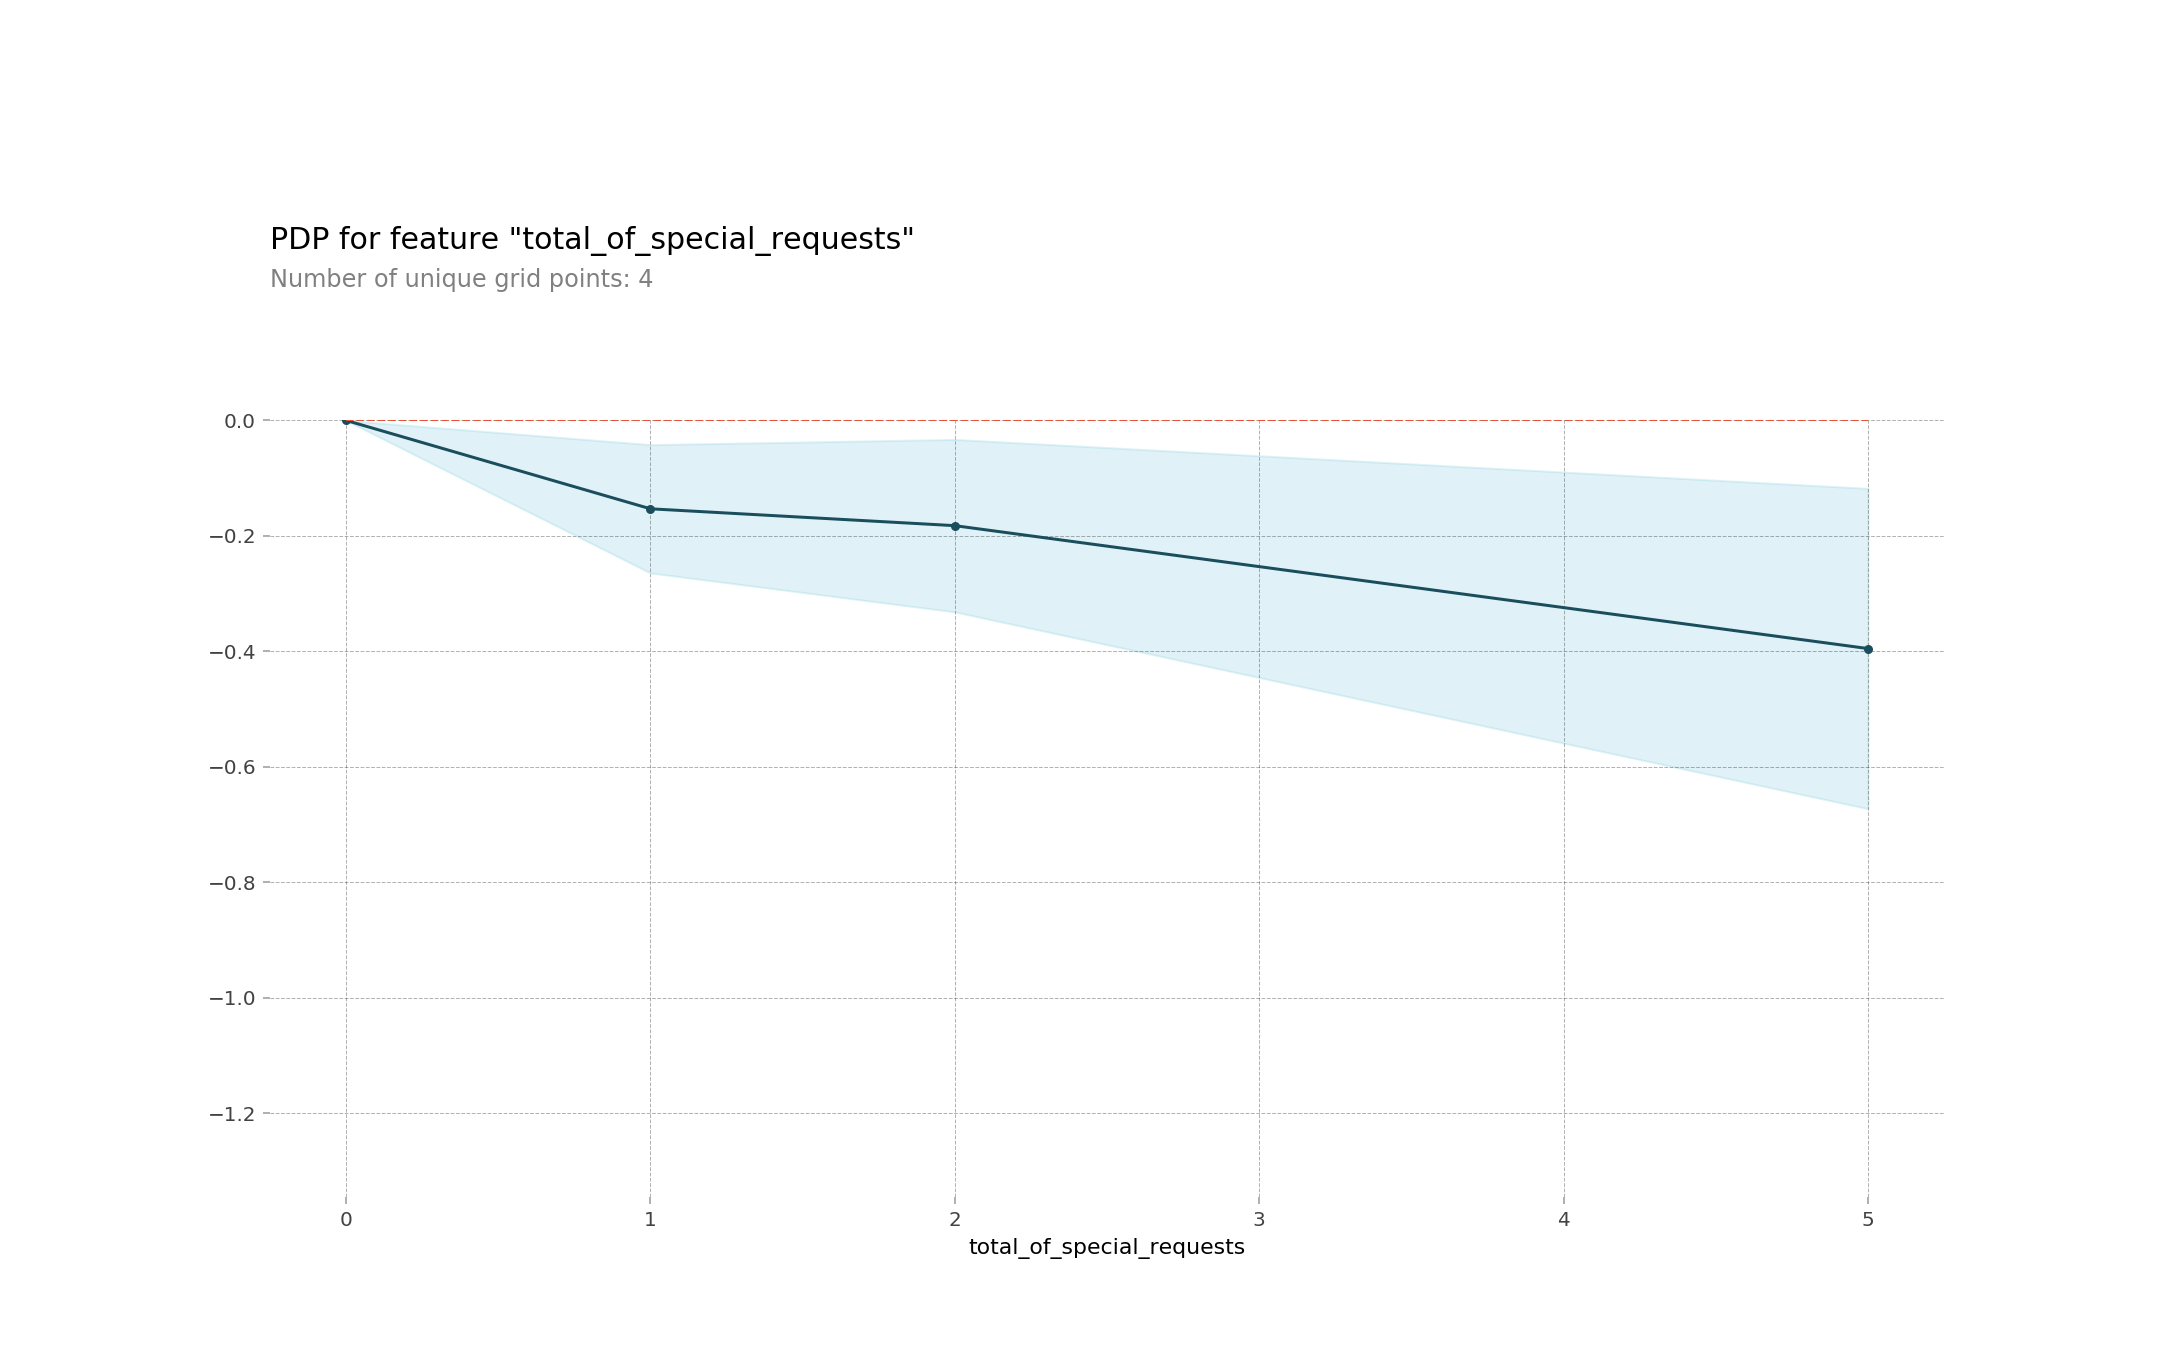 PDP for feature "total_of_special_requests"
Number of unique grid points: 4
0.0
−0.2
−0.4
−0.6
−0.8
−1.0
−1.2
0 1 2 3 4 5
total_of_special_requests